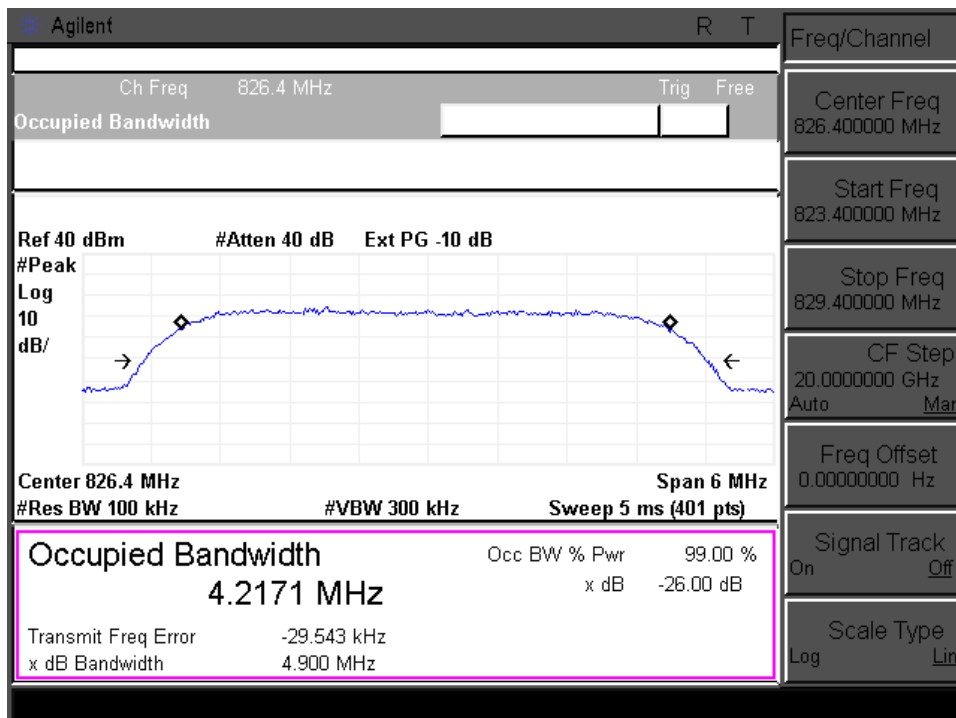 Agilent R T
Ch Freq 826.4 MHz Trig Free
Occupied Bandwidth
Ref 40 dBm #Atten 40 dB Ext PG -10 dB
#Peak
Log
10
dB/
Center 826.4 MHz Span 6 MHz
#Res BW 100 kHz #VBW 300 kHz Sweep 5 ms (401 pts)
Occupied Bandwidth
4.2171 MHz
Occ BW % Pwr 99.00 %
x dB -26.00 dB
Transmit Freq Error -29.543 kHz
x dB Bandwidth 4.900 MHz
Freq/Channel
Center Freq
826.400000 MHz
Start Freq
823.400000 MHz
Stop Freq
829.400000 MHz
CF Step
20.0000000 GHz
Auto Man
Freq Offset
0.00000000 Hz
Signal Track
On Off
Scale Type
Log Lin